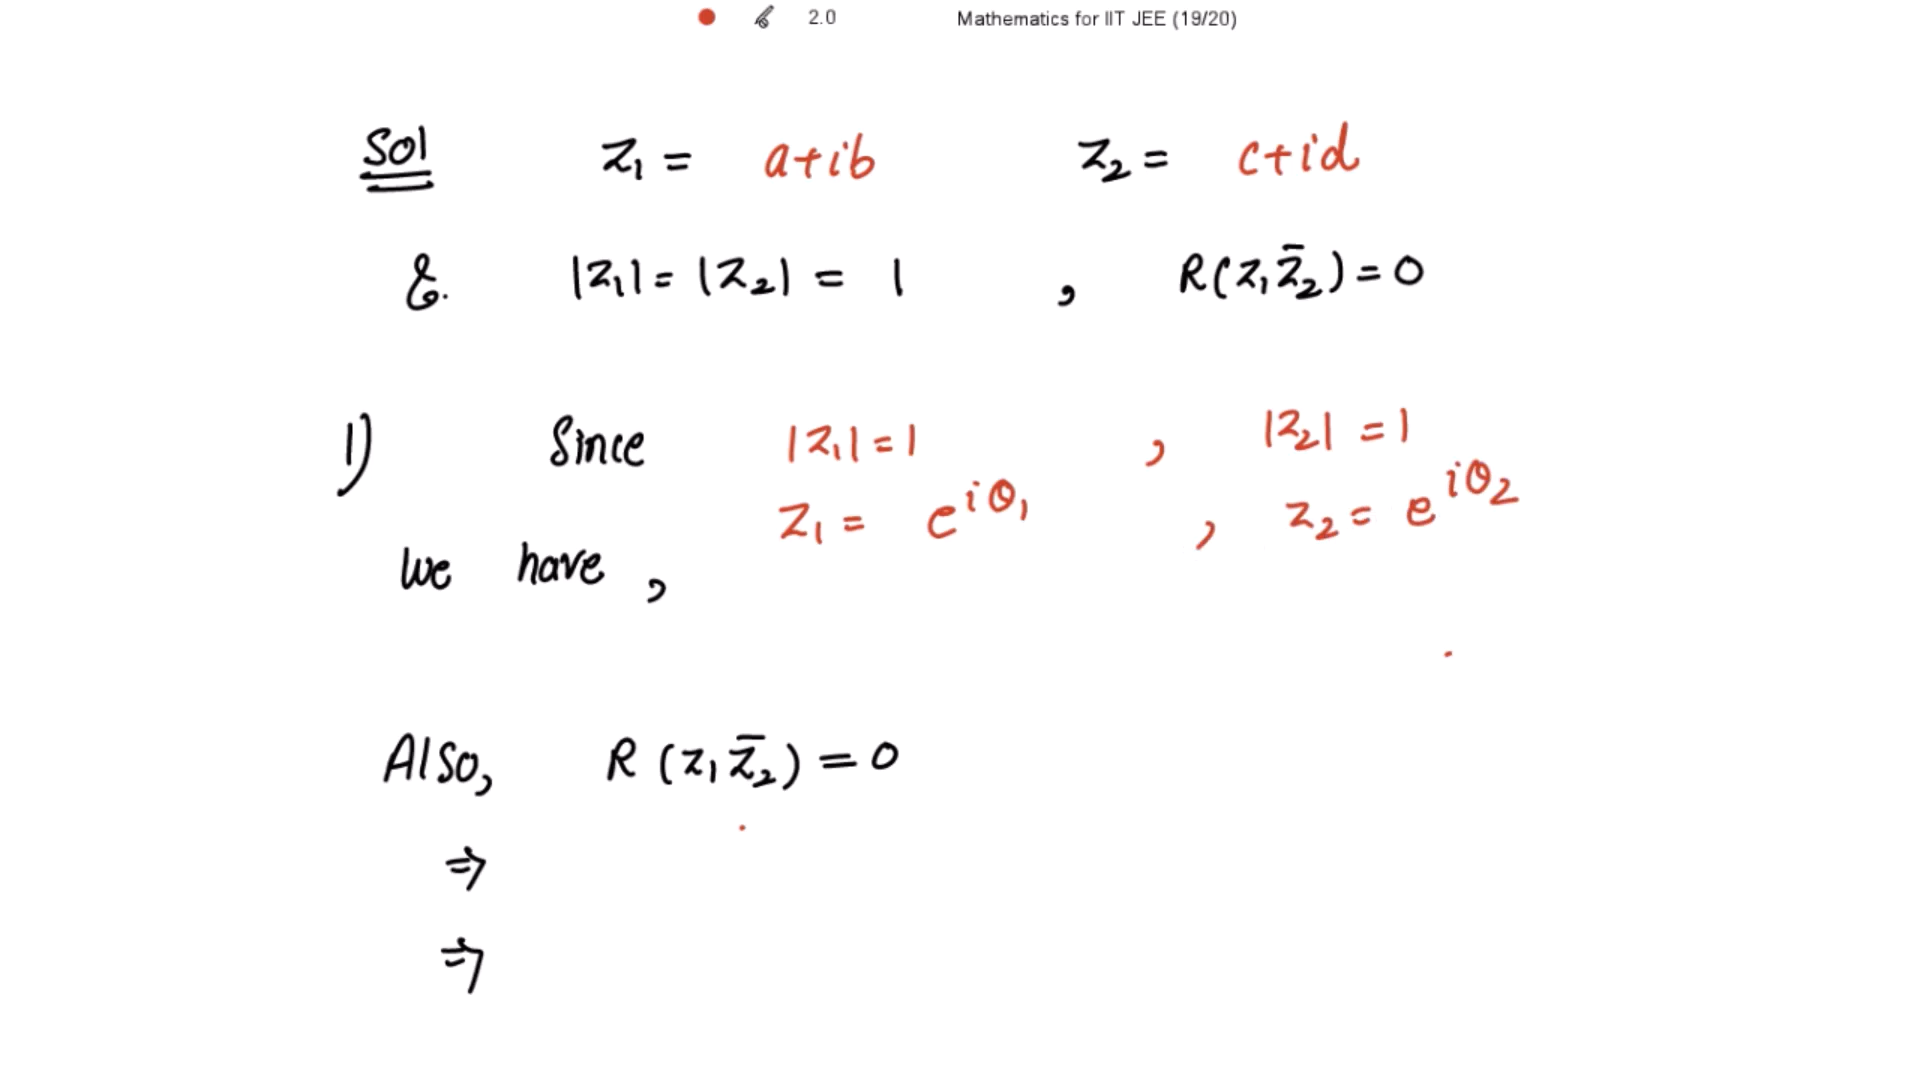 2.0 Mathematics for IIT JEE (19/20)
Sol z₁ = a+ib z₂ = c+id
&. |z₁| = |z₂| = 1 , R(z₁z̄₂) = 0
1) Since |z₁| = 1 , |z₂| = 1
z₁ = e^{iθ₁} , z₂ = e^{iθ₂}
we have ,
Also, R (z₁z̄₂) = 0
⇒
⇒